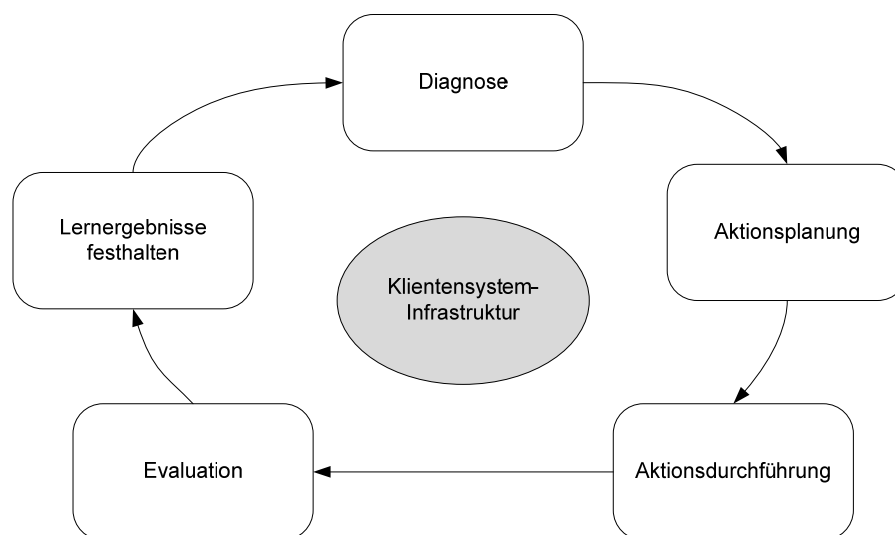 Diagnose
Aktionsplanung
Aktionsdurchführung
Evaluation
Lernergebnisse
festhalten
Klientensystem-
Infrastruktur